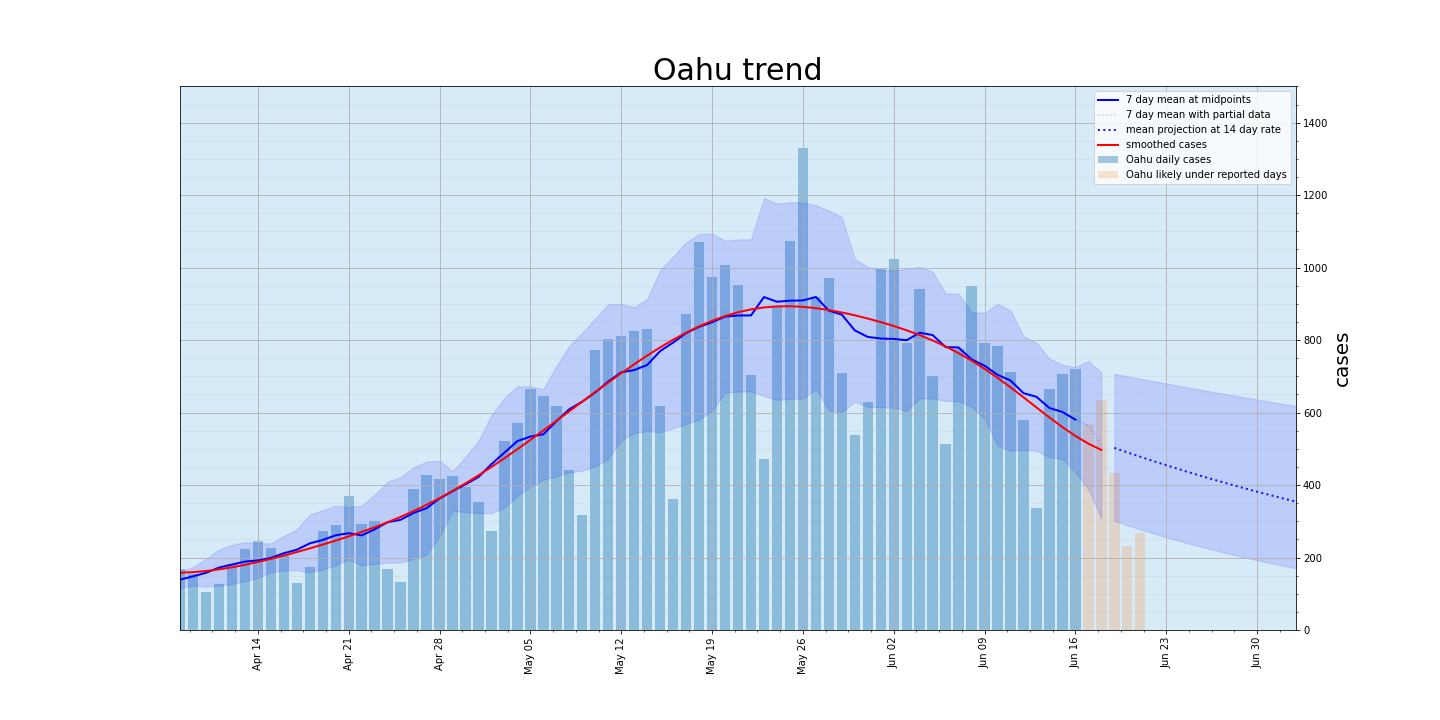 Oahu trend
7 day mean at midpoints
7 day mean with partial data
mean projection at 14 day rate
smoothed cases
Oahu daily cases
Oahu likely under reported days
1400
1200
1000
800
600
400
200
0
cases
Apr 14
Apr 21
Apr 28
May 05
May 12
May 19
May 26
Jun 02
Jun 09
Jun 16
Jun 23
Jun 30